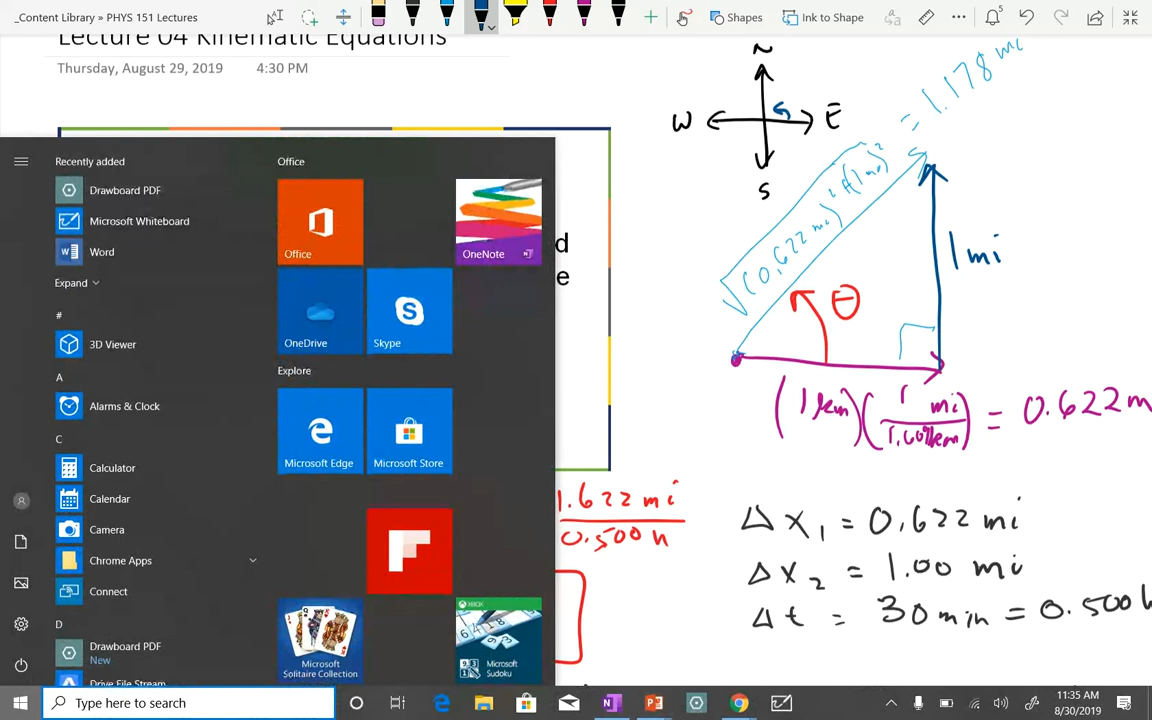 _Content Library » PHYS 151 Lectures
Shapes
Ink to Shape
5
Lecture 04 Kinematic Equations
Thursday, August 29, 2019 4:30 PM
Recently added
Drawboard PDF
Microsoft Whiteboard
Word
Expand
#
3D Viewer
A
Alarms & Clock
C
Calculator
Calendar
Camera
Chrome Apps
Connect
D
Drawboard PDF
New
Drive File Stream
Office
Office
OneNote
OneDrive
Skype
Explore
Microsoft Edge
Microsoft Store
Microsoft Solitaire Collection
XBOX
Microsoft Sudoku
d
e
N
W E
S
√(0.622 mi)² + (1 mi)² = 1.178 mi
1 mi
θ
(1 km)(1 mi / 1.609 km) = 0.622 m
1.622 mi
0.500 h
Δx₁ = 0.622 mi
Δx₂ = 1.00 mi
Δt = 30 min = 0.500 h
Type here to search
11:35 AM
8/30/2019